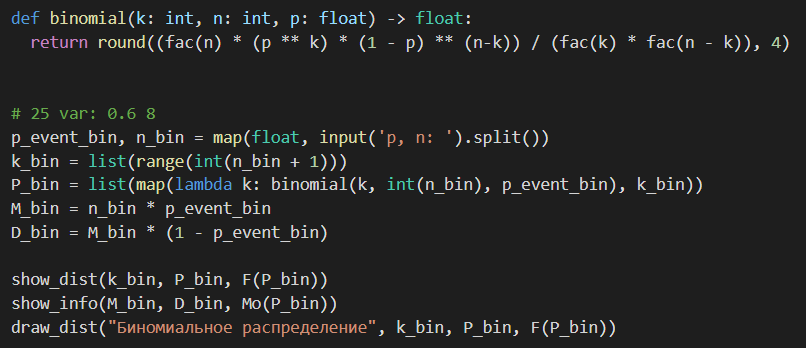 def binomial(k: int, n: int, p: float) -> float:
  return round((fac(n) * (p ** k) * (1 - p) ** (n-k)) / (fac(k) * fac(n - k)), 4)
# 25 var: 0.6 8
p_event_bin, n_bin = map(float, input('p, n: ').split())
k_bin = list(range(int(n_bin + 1)))
P_bin = list(map(lambda k: binomial(k, int(n_bin), p_event_bin), k_bin))
M_bin = n_bin * p_event_bin
D_bin = M_bin * (1 - p_event_bin)
show_dist(k_bin, P_bin, F(P_bin))
show_info(M_bin, D_bin, Mo(P_bin))
draw_dist("Биномиальное распределение", k_bin, P_bin, F(P_bin))